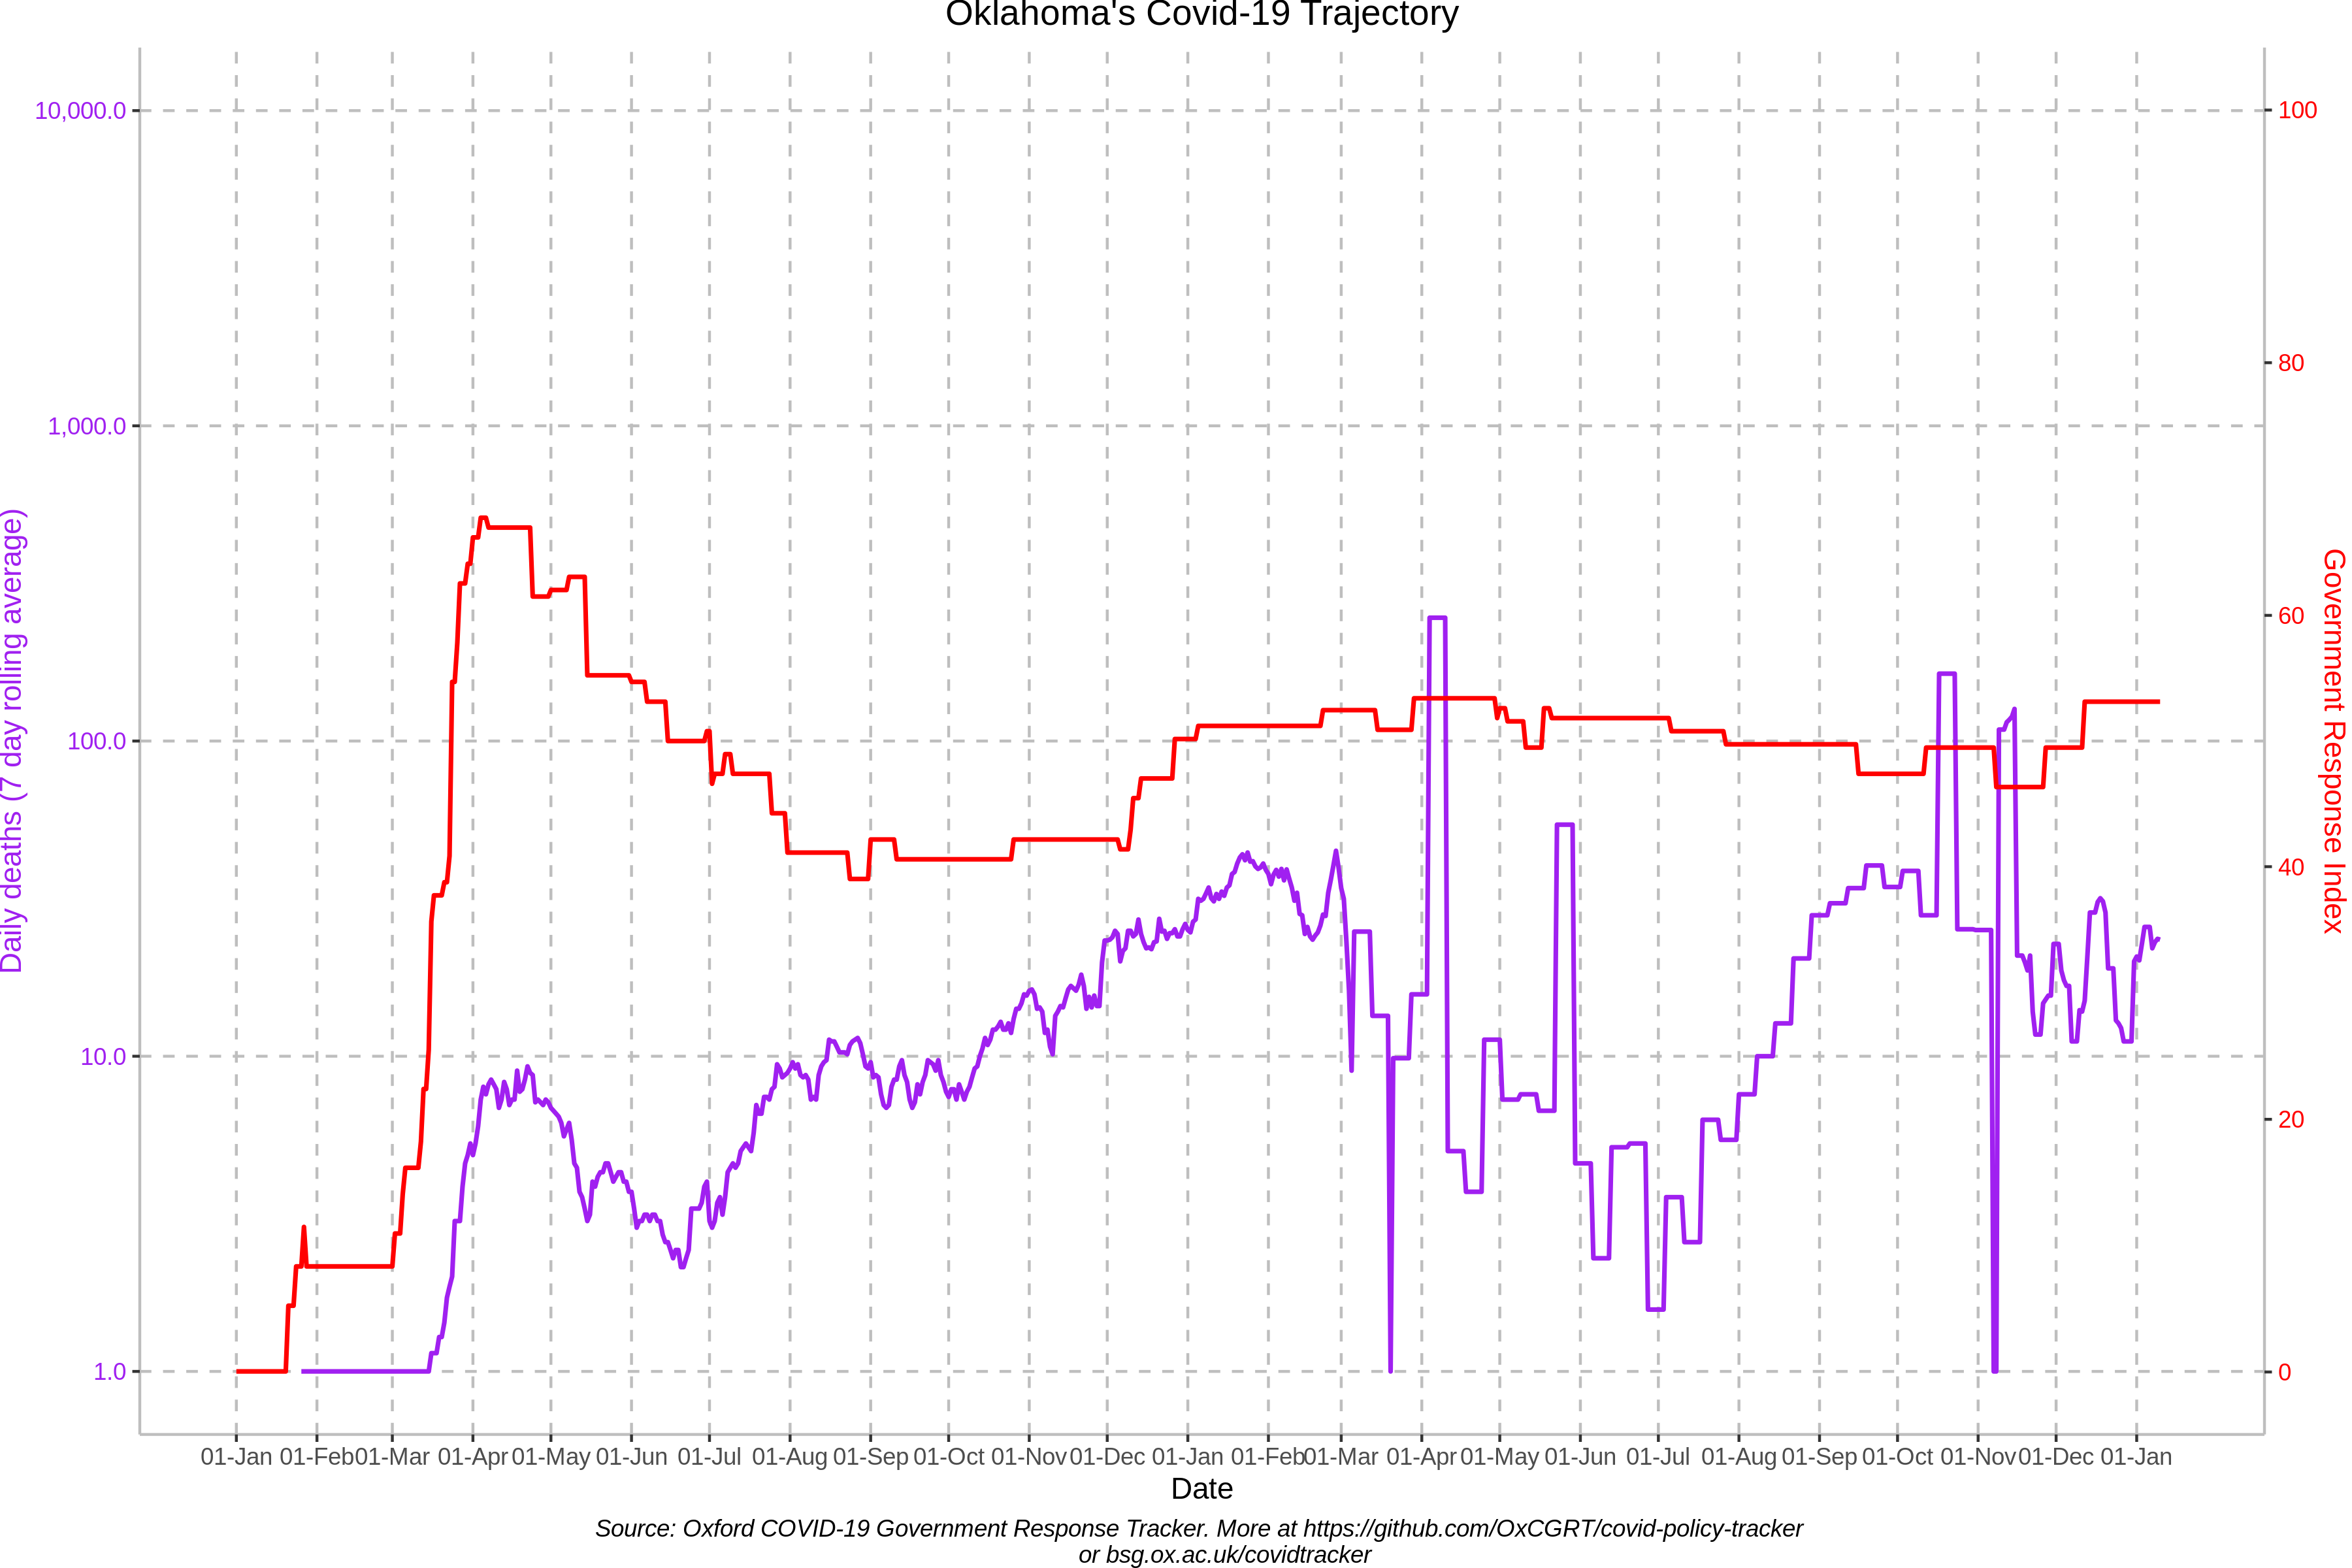 Oklahoma's Covid-19 Trajectory
10,000.0
1,000.0
100.0
10.0
1.0
Daily deaths (7 day rolling average)
100
80
60
40
20
0
Government Response Index
01-Jan 01-Feb 01-Mar 01-Apr 01-May 01-Jun 01-Jul 01-Aug 01-Sep 01-Oct 01-Nov 01-Dec 01-Jan 01-Feb 01-Mar 01-Apr 01-May 01-Jun 01-Jul 01-Aug 01-Sep 01-Oct 01-Nov 01-Dec 01-Jan
Date
Source: Oxford COVID-19 Government Response Tracker. More at https://github.com/OxCGRT/covid-policy-tracker
or bsg.ox.ac.uk/covidtracker